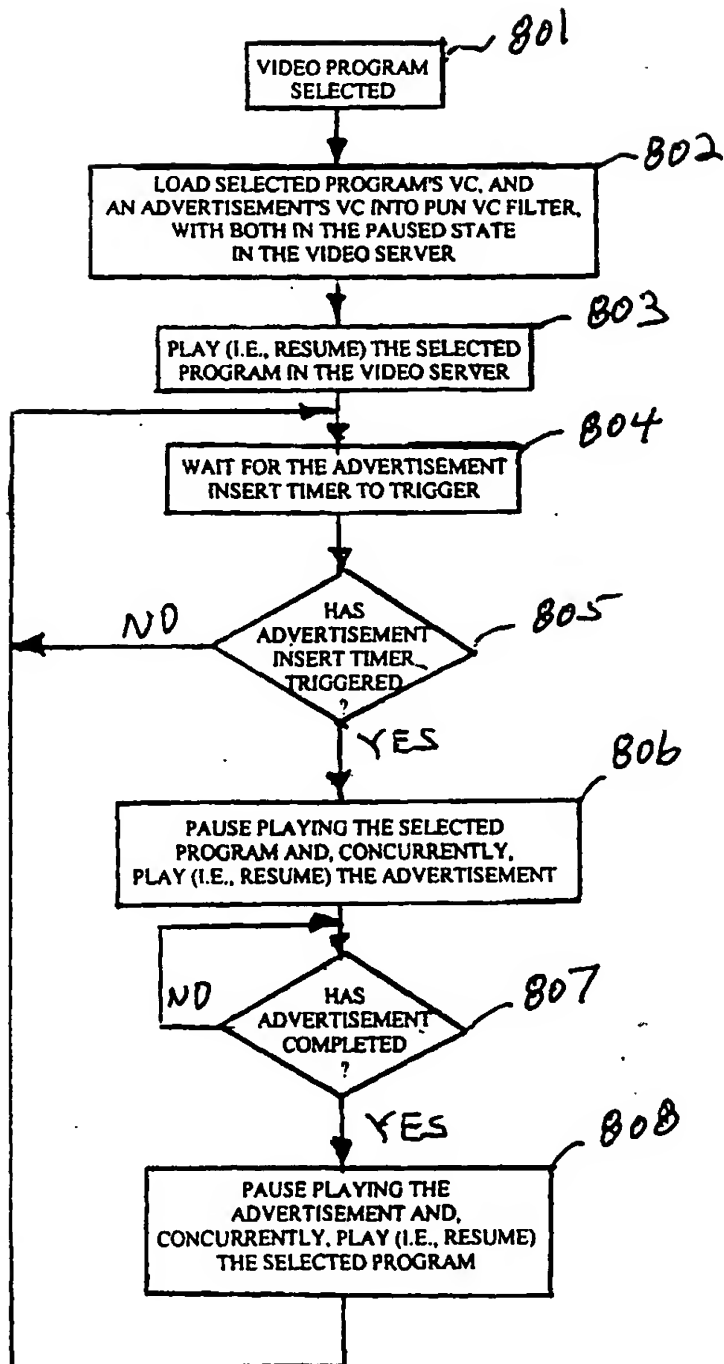 801
VIDEO PROGRAM
SELECTED
802
LOAD SELECTED PROGRAM'S VC, AND
AN ADVERTISEMENT'S VC INTO PUN VC FILTER,
WITH BOTH IN THE PAUSED STATE
IN THE VIDEO SERVER
803
PLAY (I.E., RESUME) THE SELECTED
PROGRAM IN THE VIDEO SERVER
804
WAIT FOR THE ADVERTISEMENT
INSERT TIMER TO TRIGGER
805
NO
HAS
ADVERTISEMENT
INSERT TIMER
TRIGGERED
?
YES
806
PAUSE PLAYING THE SELECTED
PROGRAM AND, CONCURRENTLY,
PLAY (I.E., RESUME) THE ADVERTISEMENT
807
NO
HAS
ADVERTISEMENT
COMPLETED
?
YES
808
PAUSE PLAYING THE
ADVERTISEMENT AND,
CONCURRENTLY, PLAY (I.E., RESUME)
THE SELECTED PROGRAM